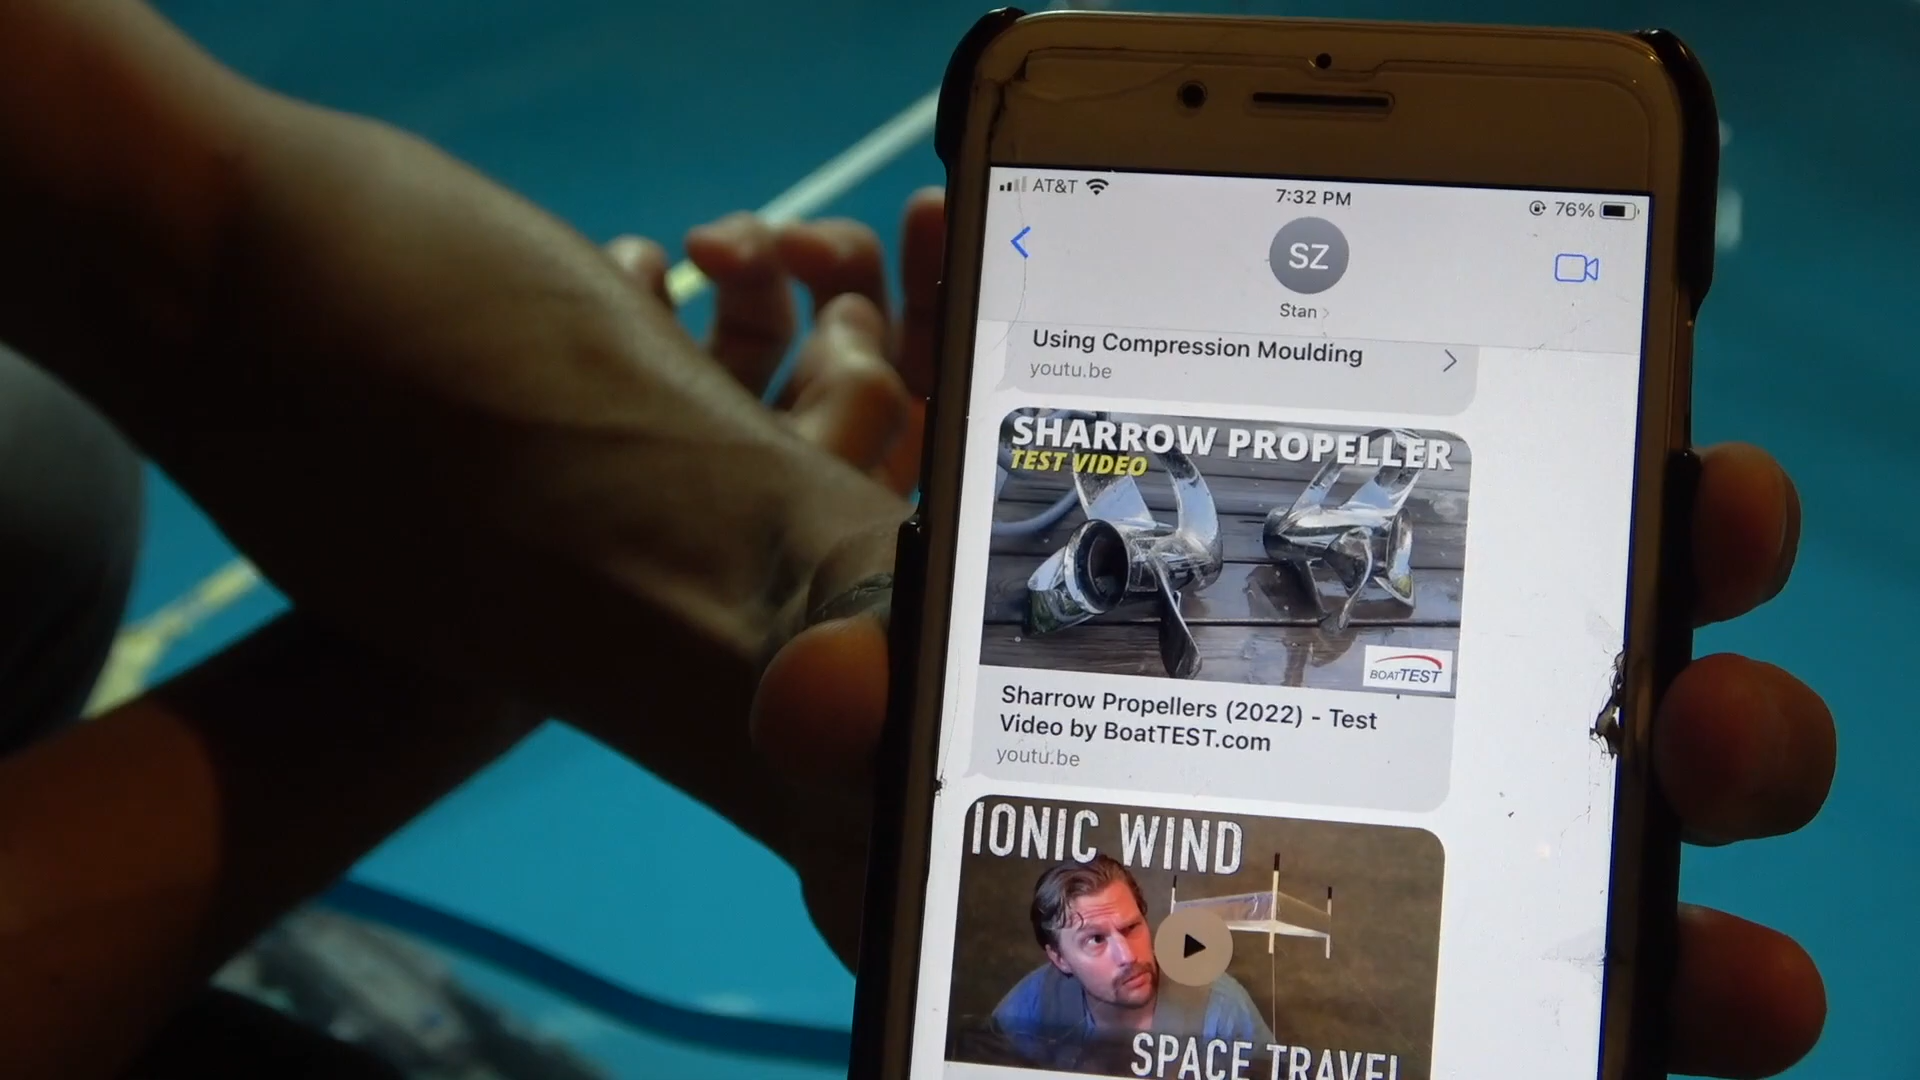 AT&T
7:32 PM
76%
SZ
Stan
Using Compression Moulding
youtu.be
SHARROW PROPELLER
TEST VIDEO
BOATTEST
Sharrow Propellers (2022) - Test
Video by BoatTEST.com
youtu.be
IONIC WIND
SPACE TRAVEL